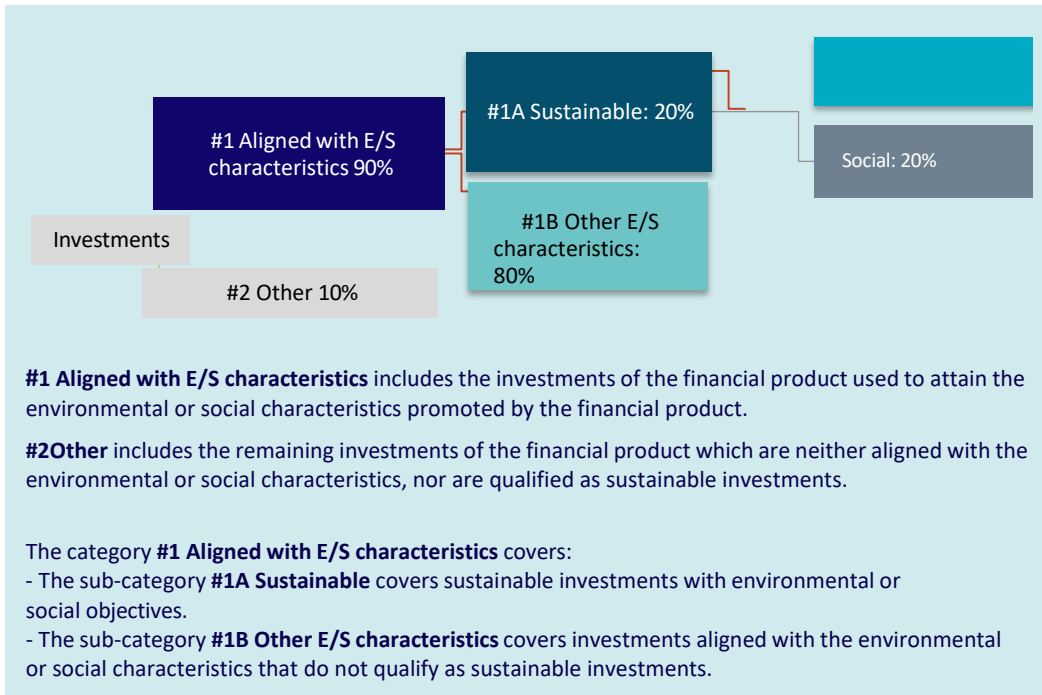 #1A Sustainable: 20%
#1 Aligned with E/S
characteristics 90%
Social: 20%
#1B Other E/S
characteristics:
80%
Investments
#2 Other 10%
#1 Aligned with E/S characteristics includes the investments of the financial product used to attain the
environmental or social characteristics promoted by the financial product.
#2Other includes the remaining investments of the financial product which are neither aligned with the
environmental or social characteristics, nor are qualified as sustainable investments.
The category #1 Aligned with E/S characteristics covers:
- The sub-category #1A Sustainable covers sustainable investments with environmental or
social objectives.
- The sub-category #1B Other E/S characteristics covers investments aligned with the environmental
or social characteristics that do not qualify as sustainable investments.